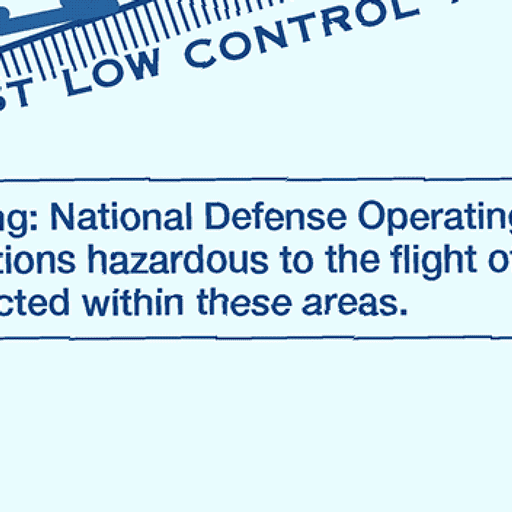 ST LOW CONTROL
ng: National Defense Operating
tions hazardous to the flight of
cted within these areas.